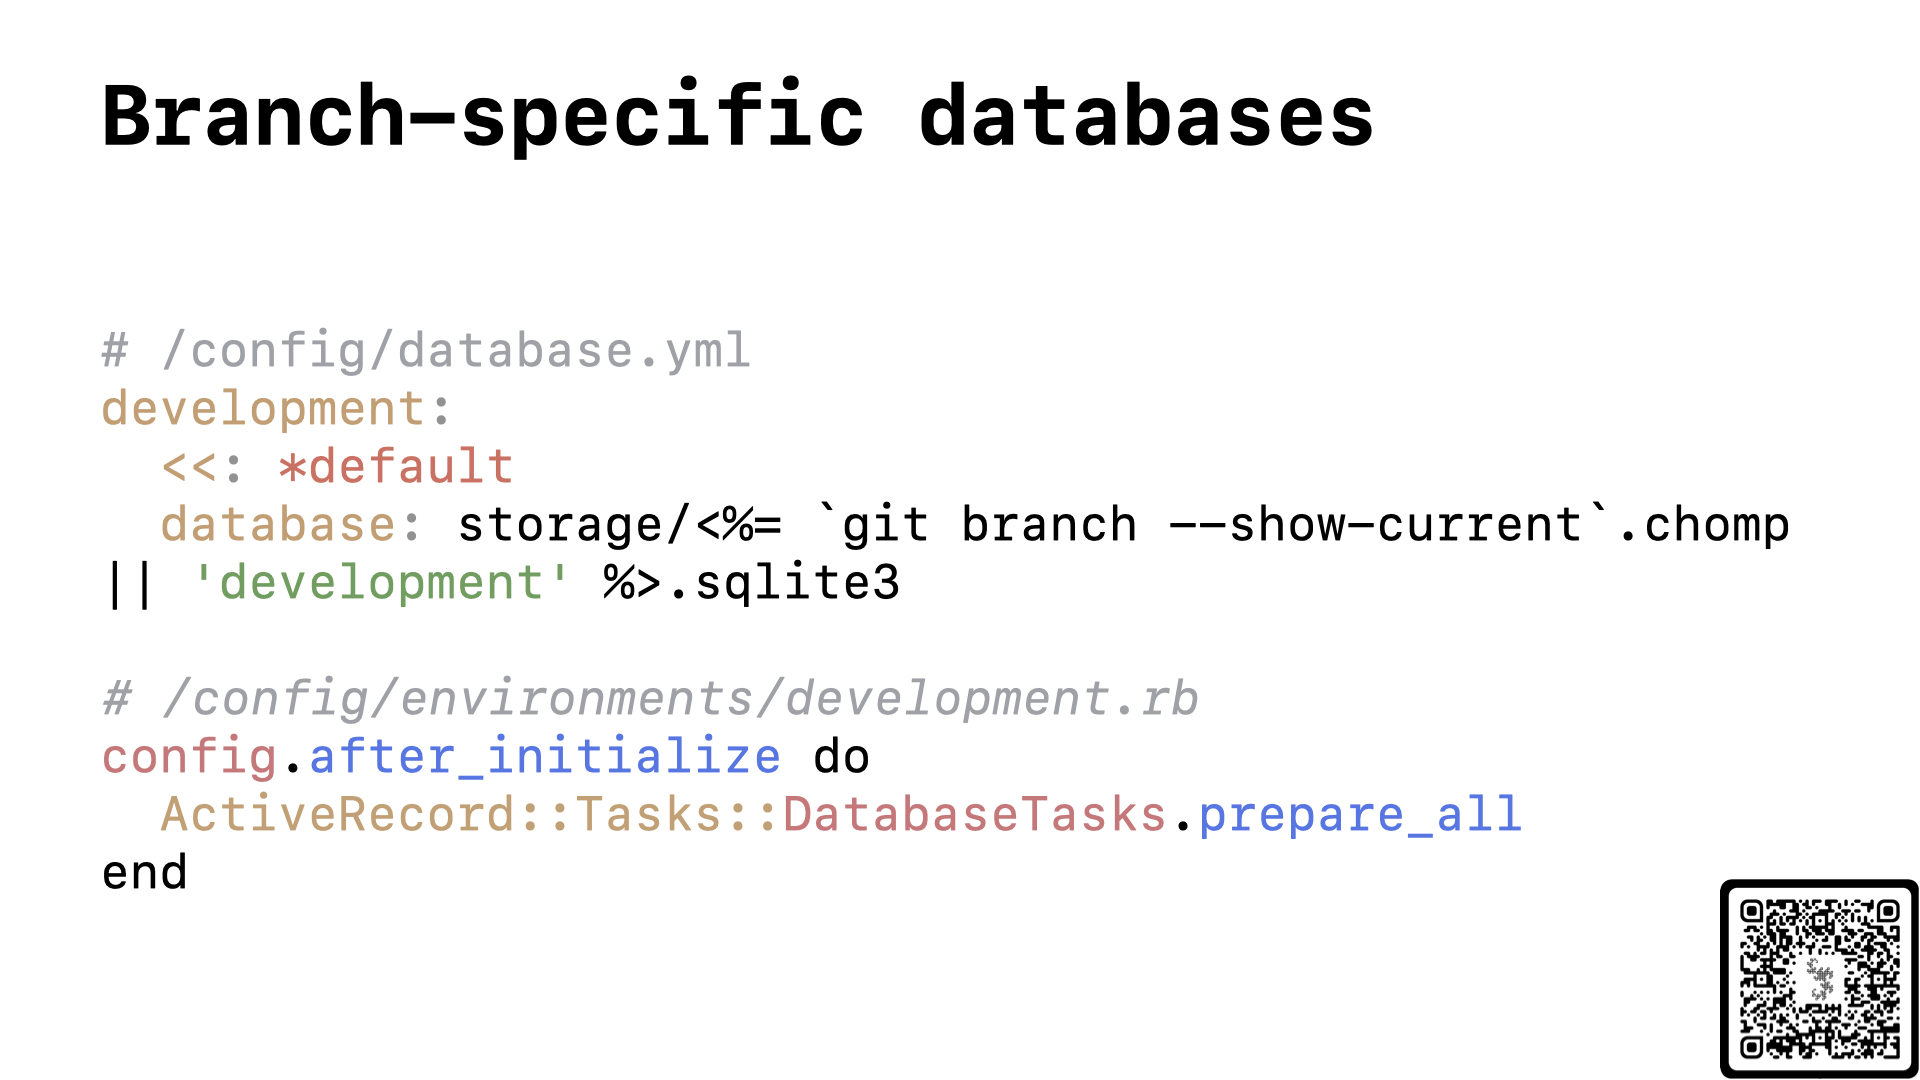 Branch-specific databases
# /config/database.yml
development:
  <<: *default
  database: storage/<%= `git branch --show-current`.chomp
|| 'development' %>.sqlite3
# /config/environments/development.rb
config.after_initialize do
  ActiveRecord::Tasks::DatabaseTasks.prepare_all
end